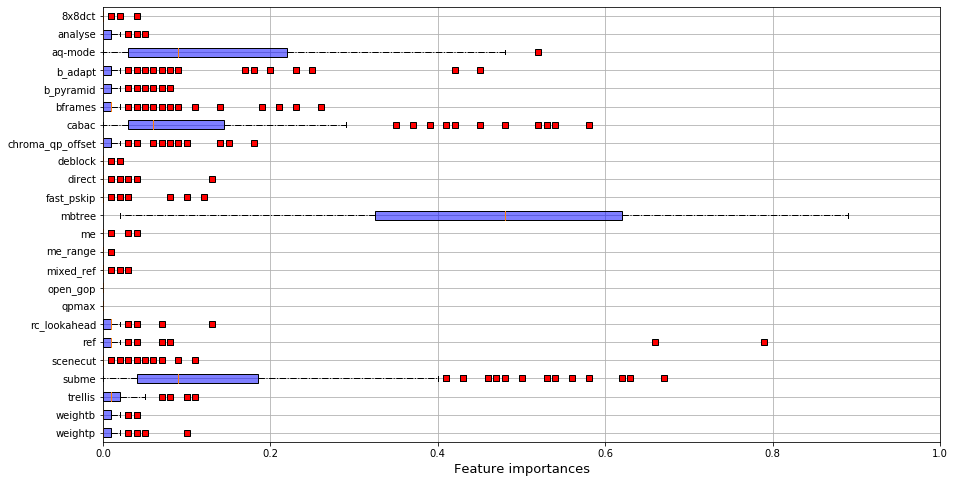 8x8dct
analyse
aq-mode
b_adapt
b_pyramid
bframes
cabac
chroma_qp_offset
deblock
direct
fast_pskip
mbtree
me
me_range
mixed_ref
open_gop
qpmax
rc_lookahead
ref
scenecut
subme
trellis
weightb
weightp
0.0 0.2 0.4 0.6 0.8 1.0
Feature importances